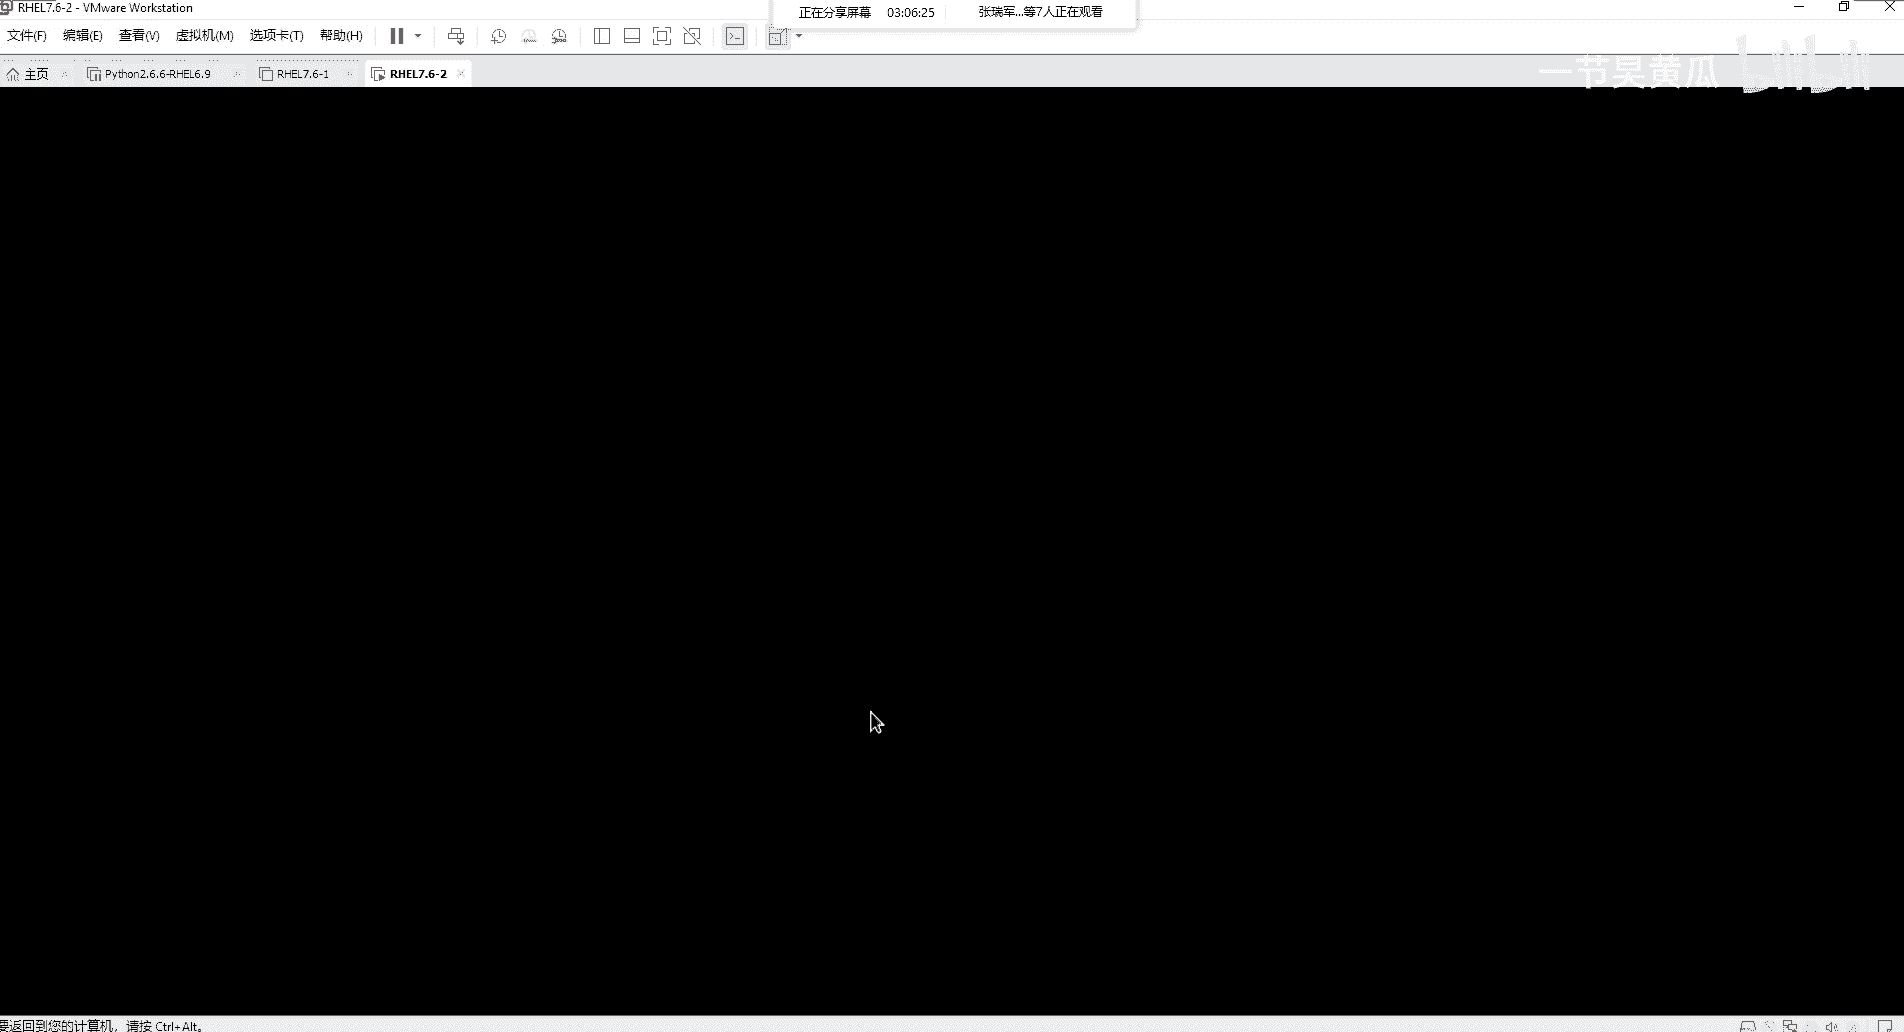 RHEL7.6-2 - VMware Workstation
正在分享屏幕 03:06:25 张瑞军...等7人正在观看
文件(F) 编辑(E) 查看(V) 虚拟机(M) 选项卡(T) 帮助(H)
主页 Python2.6.6-RHEL6.9 RHEL7.6-1 RHEL7.6-2
一节昊黄瓜 bilibili
要返回到您的计算机，请按 Ctrl+Alt。